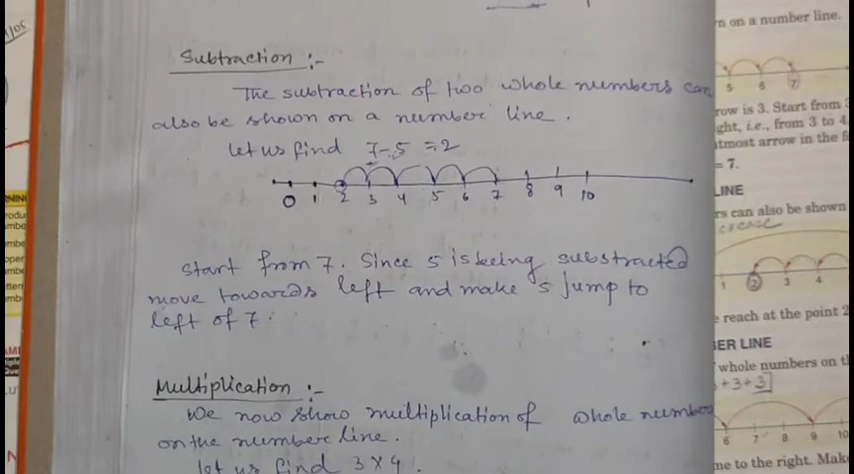 Subtraction :-
The subtraction of two whole numbers can
also be shown on a number line.
Let us find 7-5 = 2
0 1 2 3 4 5 6 7 8 9 10
start from 7. Since 5 is being substracted
move towards left and make 5 jump to
left of 7.
Multiplication :-
We now show multiplication of whole numbers
on the number line.
let us find 3 x 4.
n on a number line.
5 6 7
row is 3. Start from 3
ght, i.e., from 3 to 4.
tmost arrow in the f
= 7.
LINE
rs can also be shown
1 2 3 4
e reach at the point 2
BER LINE
whole numbers on th
+ 3 + 3
6 7 8 9 10
me to the right. Mak